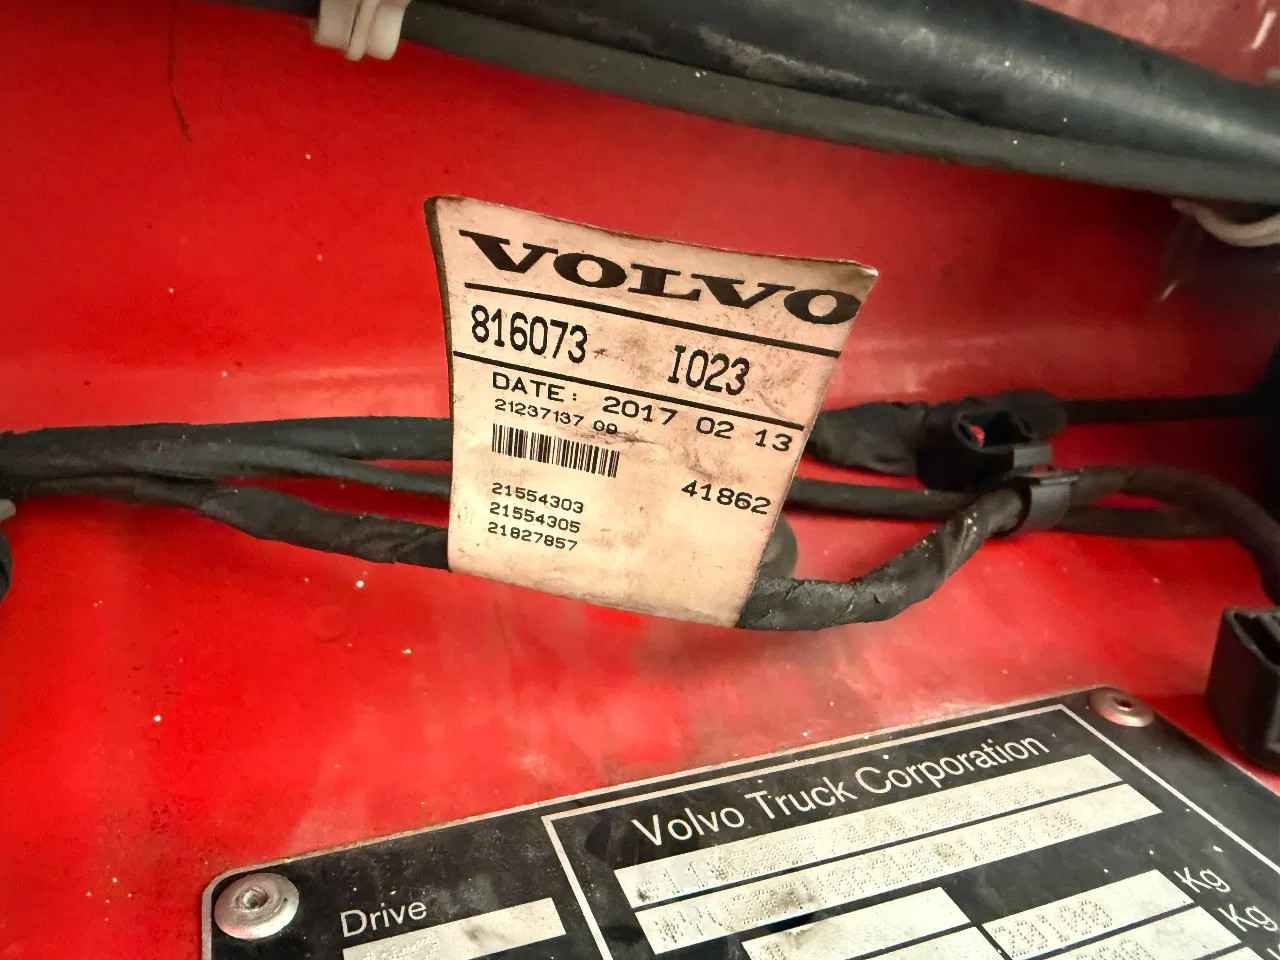 VOLVO
816073 I023
DATE: 2017 02 13
21237137 09
41862
21554303
21554305
21827857
Volvo Truck Corporation
Drive
Kg
Kg